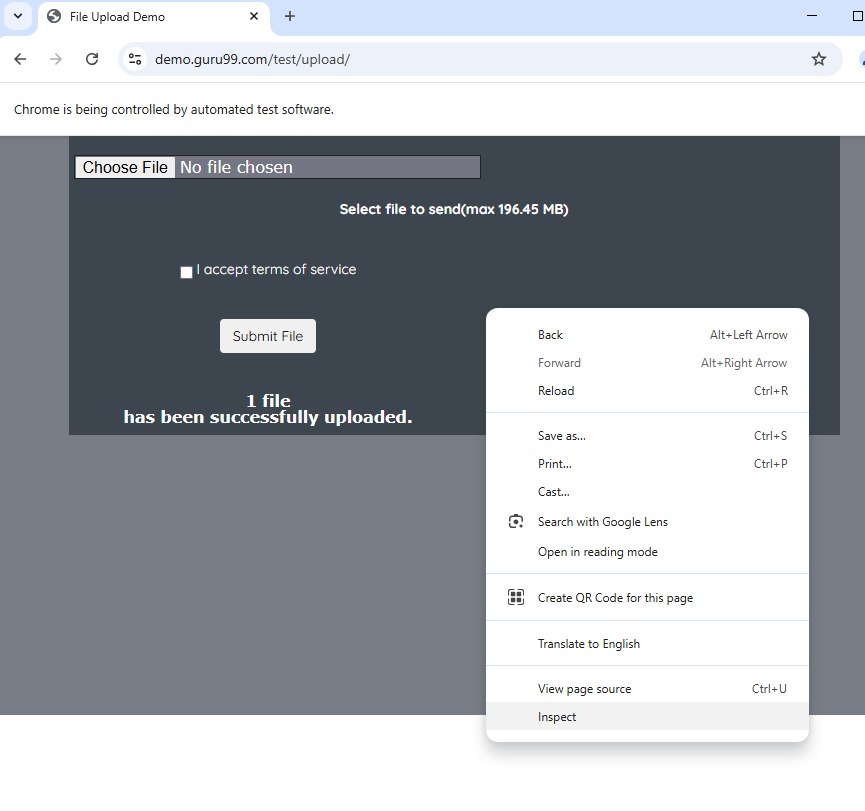 File Upload Demo
demo.guru99.com/test/upload/
Chrome is being controlled by automated test software.
Choose File No file chosen
Select file to send(max 196.45 MB)
I accept terms of service
Submit File
1 file
has been successfully uploaded.
Back Alt+Left Arrow
Forward Alt+Right Arrow
Reload Ctrl+R
Save as... Ctrl+S
Print... Ctrl+P
Cast...
Search with Google Lens
Open in reading mode
Create QR Code for this page
Translate to English
View page source Ctrl+U
Inspect